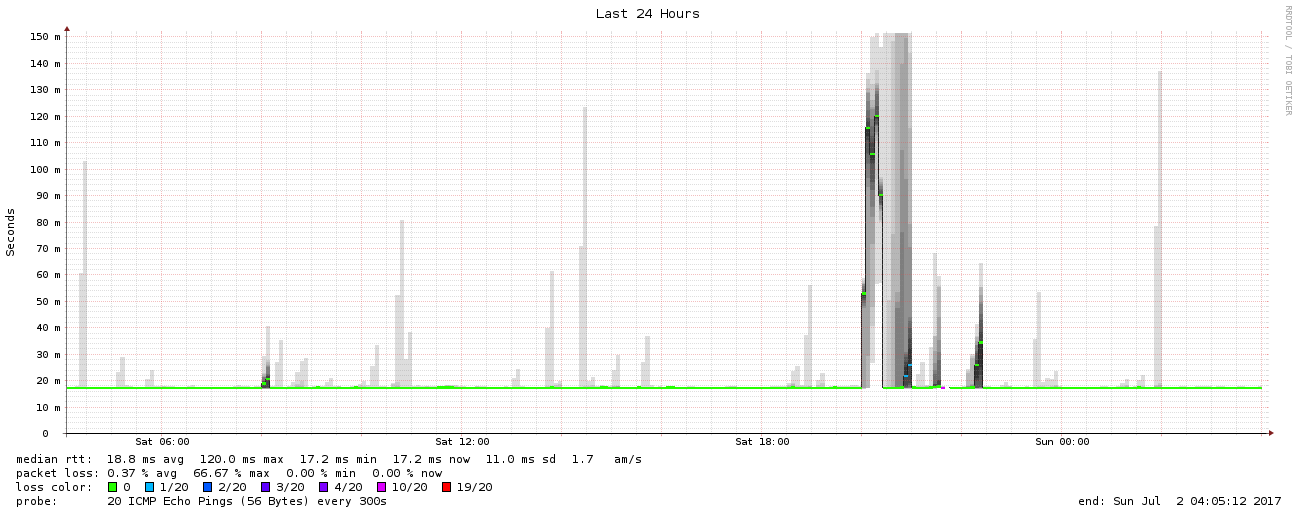 Last 24 Hours
RRDTOOL / TOBI OETIKER
Seconds
150 m
140 m
130 m
120 m
110 m
100 m
90 m
80 m
70 m
60 m
50 m
40 m
30 m
20 m
10 m
0
Sat 06:00 Sat 12:00 Sat 18:00 Sun 00:00
median rtt: 18.8 ms avg 120.0 ms max 17.2 ms min 17.2 ms now 11.0 ms sd 1.7 am/s
packet loss: 0.37 % avg 66.67 % max 0.00 % min 0.00 % now
loss color: 0 1/20 2/20 3/20 4/20 10/20 19/20
probe: 20 ICMP Echo Pings (56 Bytes) every 300s end: Sun Jul 2 04:05:12 2017